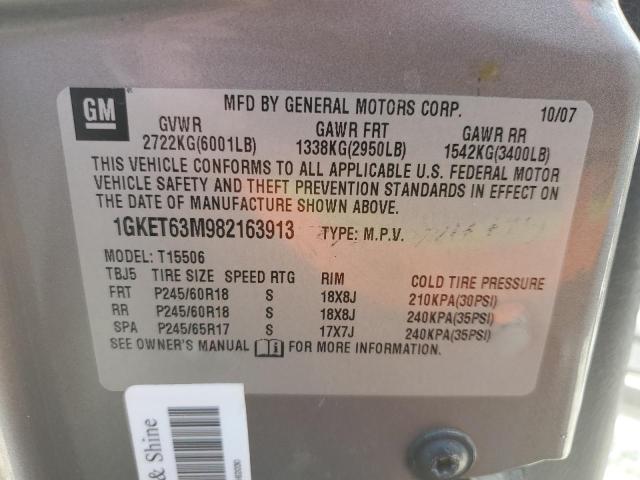 GM
MFD BY GENERAL MOTORS CORP. 10/07
GVWR GAWR FRT GAWR RR
2722KG(6001LB) 1338KG(2950LB) 1542KG(3400LB)
THIS VEHICLE CONFORMS TO ALL APPLICABLE U.S. FEDERAL MOTOR
VEHICLE SAFETY AND THEFT PREVENTION STANDARDS IN EFFECT ON
THE DATE OF MANUFACTURE SHOWN ABOVE.
1GKET63M982163913 TYPE: M.P.V.
MODEL: T15506
TBJ5 TIRE SIZE SPEED RTG RIM COLD TIRE PRESSURE
FRT P245/60R18 S 18X8J 210KPA(30PSI)
RR P245/60R18 S 18X8J 240KPA(35PSI)
SPA P245/65R17 S 17X7J 240KPA(35PSI)
SEE OWNER'S MANUAL FOR MORE INFORMATION.
& Shine